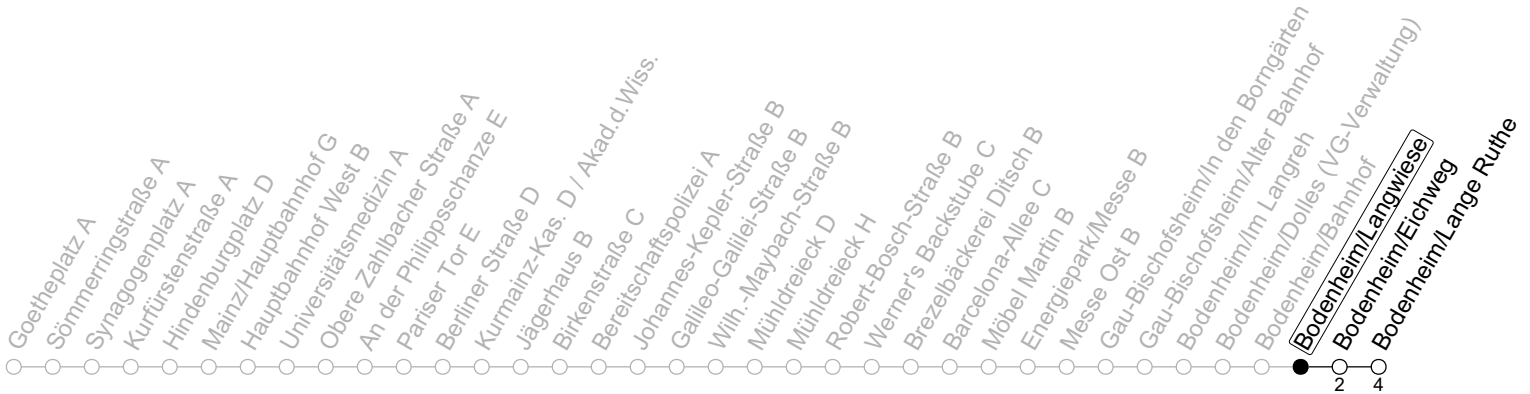 Goetheplatz A
Sömmerringstraße A
Synagogenplatz A
Kurfürstenstraße A
Hindenburgplatz D
Mainz/Hauptbahnhof G
Hauptbahnhof West B
Universitätsmedizin A
Obere Zahlbacher Straße A
An der Philippsschanze E
Pariser Tor E
Berliner Straße D
Kurmainz-Kas. D / Akad.d.Wiss.
Jägerhaus B
Birkenstraße C
Bereitschaftspolizei A
Johannes-Kepler-Straße B
Galileo-Galilei-Straße B
Wilh.-Maybach-Straße B
Mühldreieck D
Mühldreieck H
Robert-Bosch-Straße B
Werner's Backstube C
Brezelbäckerei Ditsch B
Barcelona-Allee C
Möbel Martin B
Energiepark/Messe B
Messe Ost B
Gau-Bischofsheim/In den Borngärten
Gau-Bischofsheim/Alter Bahnhof
Bodenheim/Im Langreh
Bodenheim/Dolles (VG-Verwaltung)
Bodenheim/Bahnhof
Bodenheim/Langwiese
Bodenheim/Eichweg
Bodenheim/Lange Ruthe
2 4